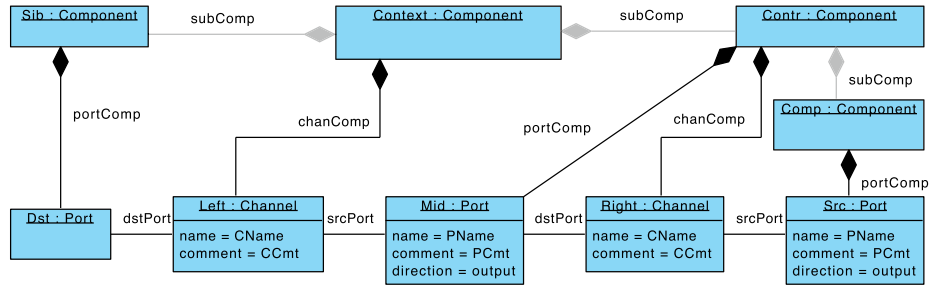 Sib : Component
subComp
Context : Component
subComp
Contr : Component
subComp
portComp
chanComp
portComp
chanComp
Comp : Component
portComp
Dst : Port
dstPort
Left : Channel
name = CName
comment = CCmt
srcPort
Mid : Port
name = PName
comment = PCmt
direction = output
dstPort
Right : Channel
name = CName
comment = CCmt
srcPort
Src : Port
name = PName
comment = PCmt
direction = output